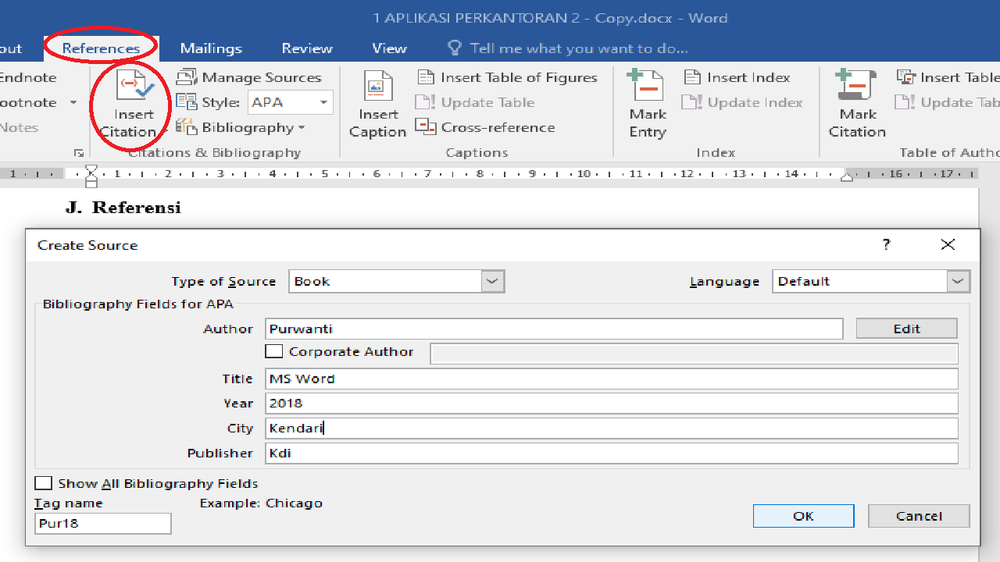 1 APLIKASI PERKANTORAN 2 - Copy.docx - Word
out References Mailings Review View Tell me what you want to do...
Endnote
ootnote
Notes
Insert Citation
Manage Sources
Style: APA
Bibliography
Citations & Bibliography
Insert Caption
Insert Table of Figures
Update Table
Cross-reference
Captions
Mark Entry
Insert Index
Update Index
Index
Mark Citation
Insert Table
Update Tab
Table of Autho
1 1 2 3 4 5 6 7 8 9 10 11 12 13 14 16 17
J. Referensi
Create Source ?
Type of Source Book Language Default
Bibliography Fields for APA
Author Purwanti Edit
Corporate Author
Title MS Word
Year 2018
City Kendari
Publisher Kdi
Show All Bibliography Fields
Tag name Example: Chicago
Pur18
OK Cancel